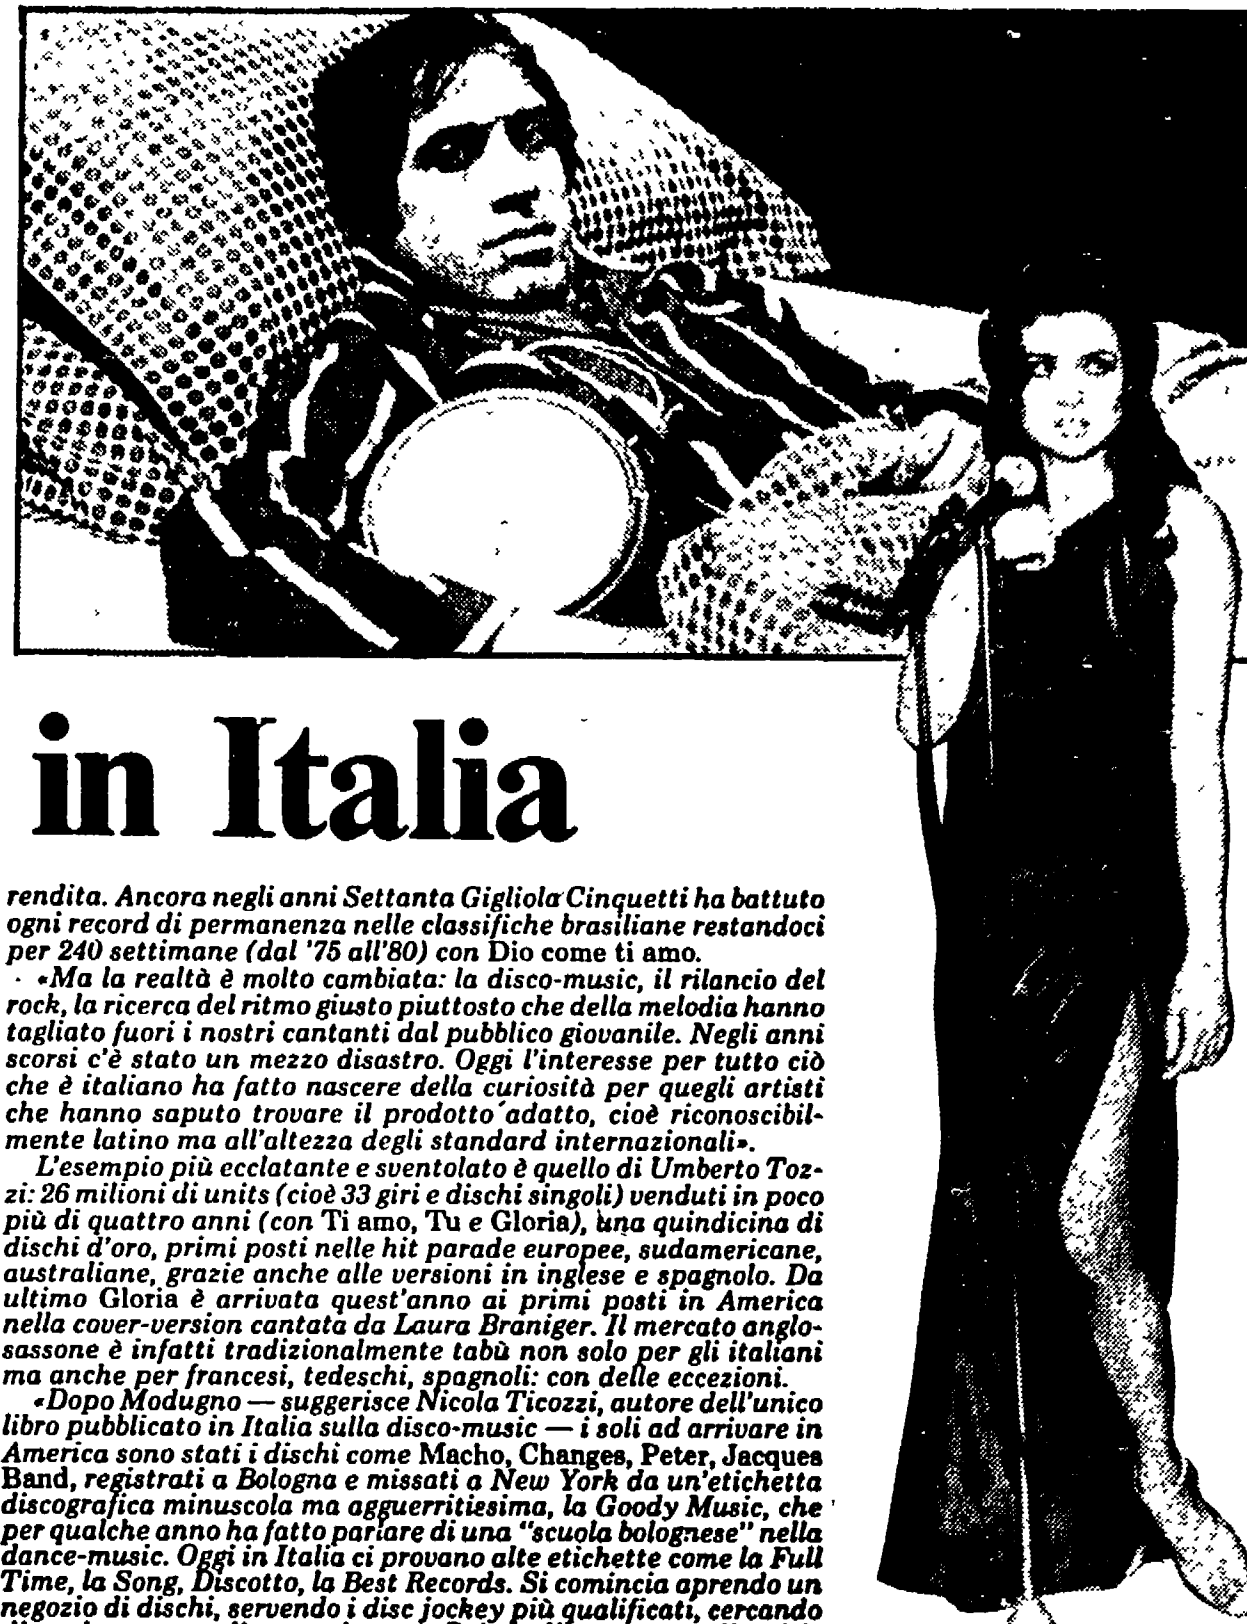 in Italia
rendita. Ancora negli anni Settanta Gigliola Cinquetti ha battuto
ogni record di permanenza nelle classifiche brasiliane restandoci
per 240 settimane (dal '75 all'80) con Dio come ti amo.
«Ma la realtà è molto cambiata: la disco-music, il rilancio del
rock, la ricerca del ritmo giusto piuttosto che della melodia hanno
tagliato fuori i nostri cantanti dal pubblico giovanile. Negli anni
scorsi c'è stato un mezzo disastro. Oggi l'interesse per tutto ciò
che è italiano ha fatto nascere della curiosità per quegli artisti
che hanno saputo trovare il prodotto adatto, cioè riconoscibil-
mente latino ma all'altezza degli standard internazionali».
L'esempio più ecclatante e sventolato è quello di Umberto Toz-
zi: 26 milioni di units (cioè 33 giri e dischi singoli) venduti in poco
più di quattro anni (con Ti amo, Tu e Gloria), una quindicina di
dischi d'oro, primi posti nelle hit parade europee, sudamericane,
australiane, grazie anche alle versioni in inglese e spagnolo. Da
ultimo Gloria è arrivata quest'anno ai primi posti in America
nella cover-version cantata da Laura Braniger. Il mercato anglo-
sassone è infatti tradizionalmente tabù non solo per gli italiani
ma anche per francesi, tedeschi, spagnoli: con delle eccezioni.
«Dopo Modugno — suggerisce Nicola Ticozzi, autore dell'unico
libro pubblicato in Italia sulla disco-music — i soli ad arrivare in
America sono stati i dischi come Macho, Changes, Peter, Jacques
Band, registrati a Bologna e missati a New York da un'etichetta
discografica minuscola ma agguerritissima, la Goody Music, che
per qualche anno ha fatto parlare di una "scuola bolognese" nella
dance-music. Oggi in Italia ci provano alte etichette come la Full
Time, la Song, Discotto, la Best Records. Si comincia aprendo un
negozio di dischi, servendo i disc jockey più qualificati, cercando